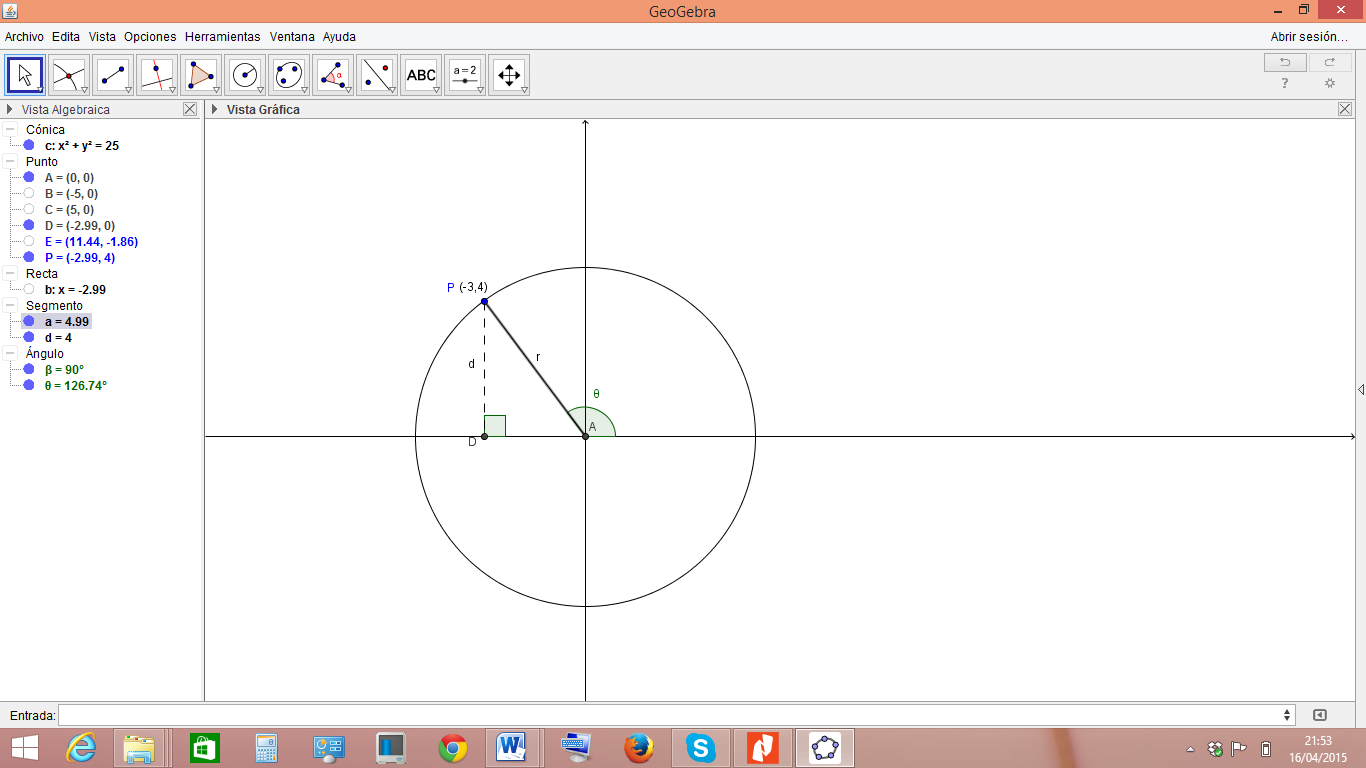 GeoGebra
Archivo Edita Vista Opciones Herramientas Ventana Ayuda
Abrir sesión...
α
ABC
a=2
?
Vista Algebraica
Cónica
c: x² + y² = 25
Punto
A = (0, 0)
B = (-5, 0)
C = (5, 0)
D = (-2.99, 0)
E = (11.44, -1.86)
P = (-2.99, 4)
Recta
b: x = -2.99
Segmento
a = 4.99
d = 4
Ángulo
β = 90°
θ = 126.74°
Vista Gráfica
P (-3,4)
r
d
θ
A
D
Entrada:
21:53
16/04/2015